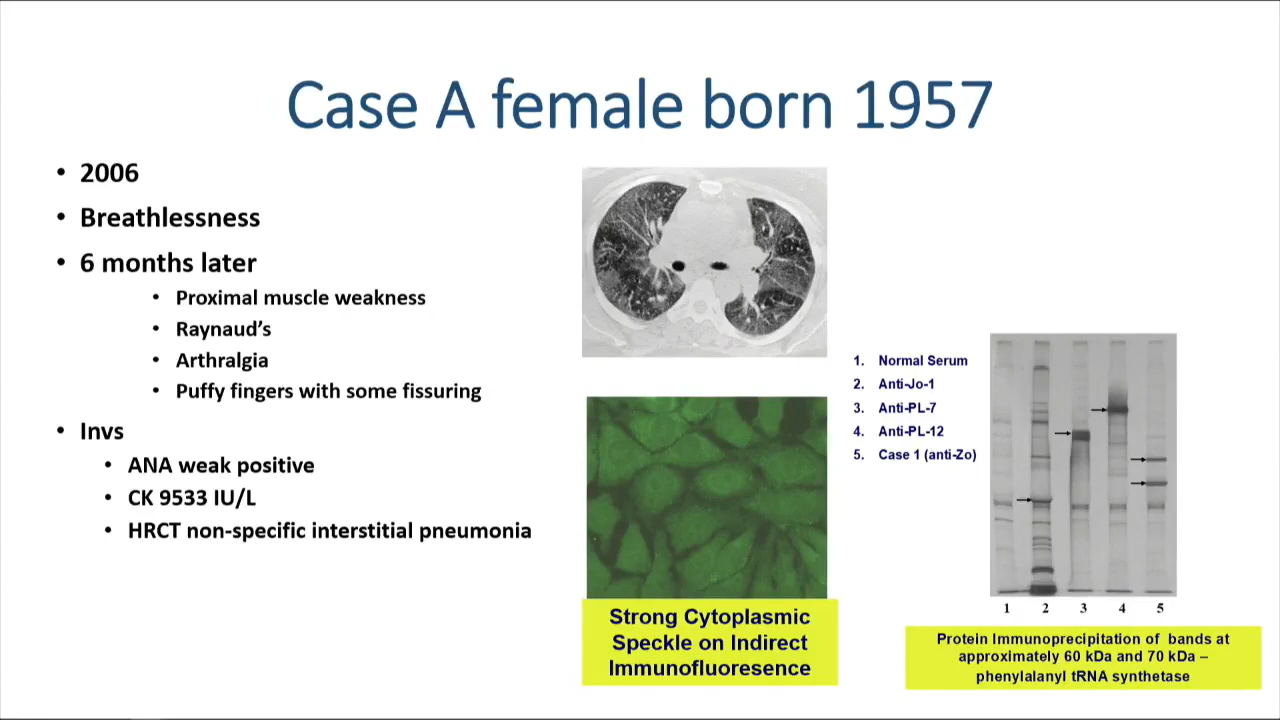 Case A female born 1957
• 2006
• Breathlessness
• 6 months later
• Proximal muscle weakness
• Raynaud's
• Arthralgia
• Puffy fingers with some fissuring
• Invs
• ANA weak positive
• CK 9533 IU/L
• HRCT non-specific interstitial pneumonia
Strong Cytoplasmic
Speckle on Indirect
Immunofluoresence
1. Normal Serum
2. Anti-Jo-1
3. Anti-PL-7
4. Anti-PL-12
5. Case 1 (anti-Zo)
1 2 3 4 5
Protein Immunoprecipitation of bands at
approximately 60 kDa and 70 kDa –
phenylalanyl tRNA synthetase